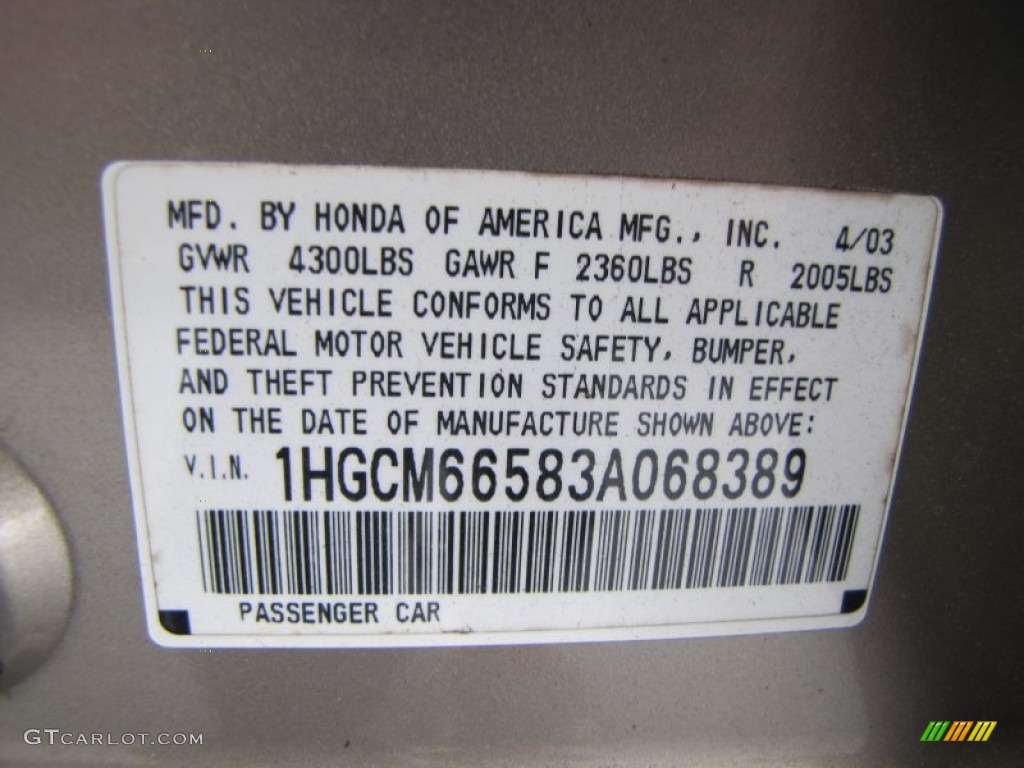 MFD. BY HONDA OF AMERICA MFG., INC. 4/03
GVWR 4300LBS GAWR F 2360LBS R 2005LBS
THIS VEHICLE CONFORMS TO ALL APPLICABLE
FEDERAL MOTOR VEHICLE SAFETY, BUMPER,
AND THEFT PREVENTION STANDARDS IN EFFECT
ON THE DATE OF MANUFACTURE SHOWN ABOVE:
V.I.N. 1HGCM66583A068389
PASSENGER CAR
GTCARLOT.COM